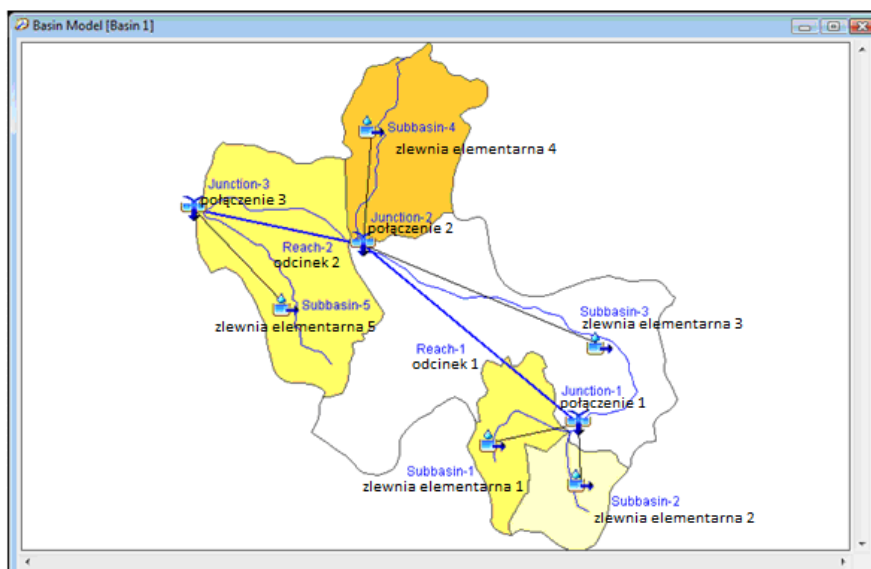 Basin Model [Basin 1]
Subbasin-4
zlewnia elementarna 4
Junction-3
połączenie 3
Junction-2
połączenie 2
Reach-2
odcinek 2
Subbasin-5
zlewnia elementarna 5
Subbasin-3
zlewnia elementarna 3
Reach-1
odcinek 1
Junction-1
połączenie 1
Subbasin-1
zlewnia elementarna 1
Subbasin-2
zlewnia elementarna 2